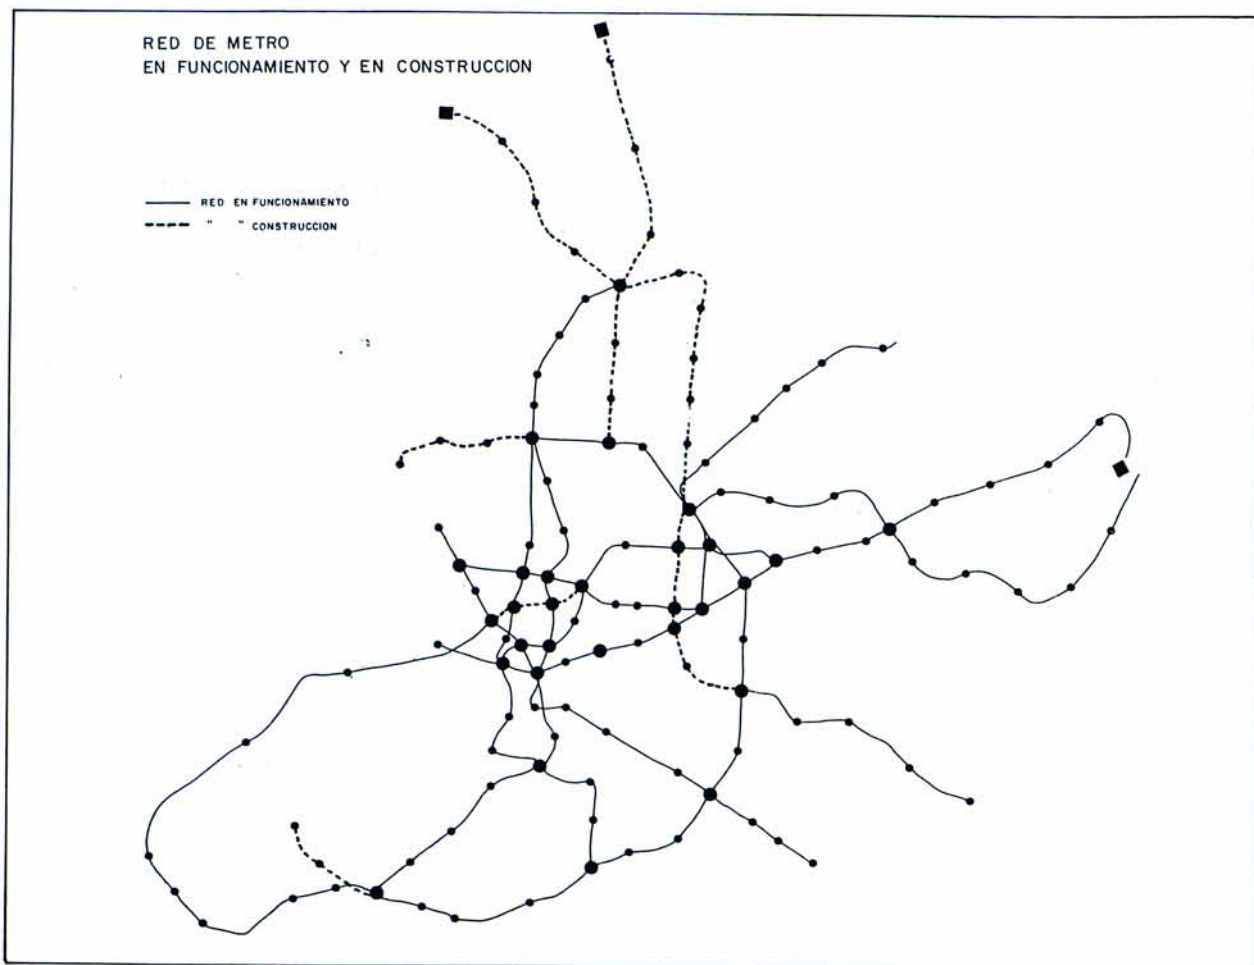 RED DE METRO
EN FUNCIONAMIENTO Y EN CONSTRUCCION
RED EN FUNCIONAMIENTO
" " CONSTRUCCION